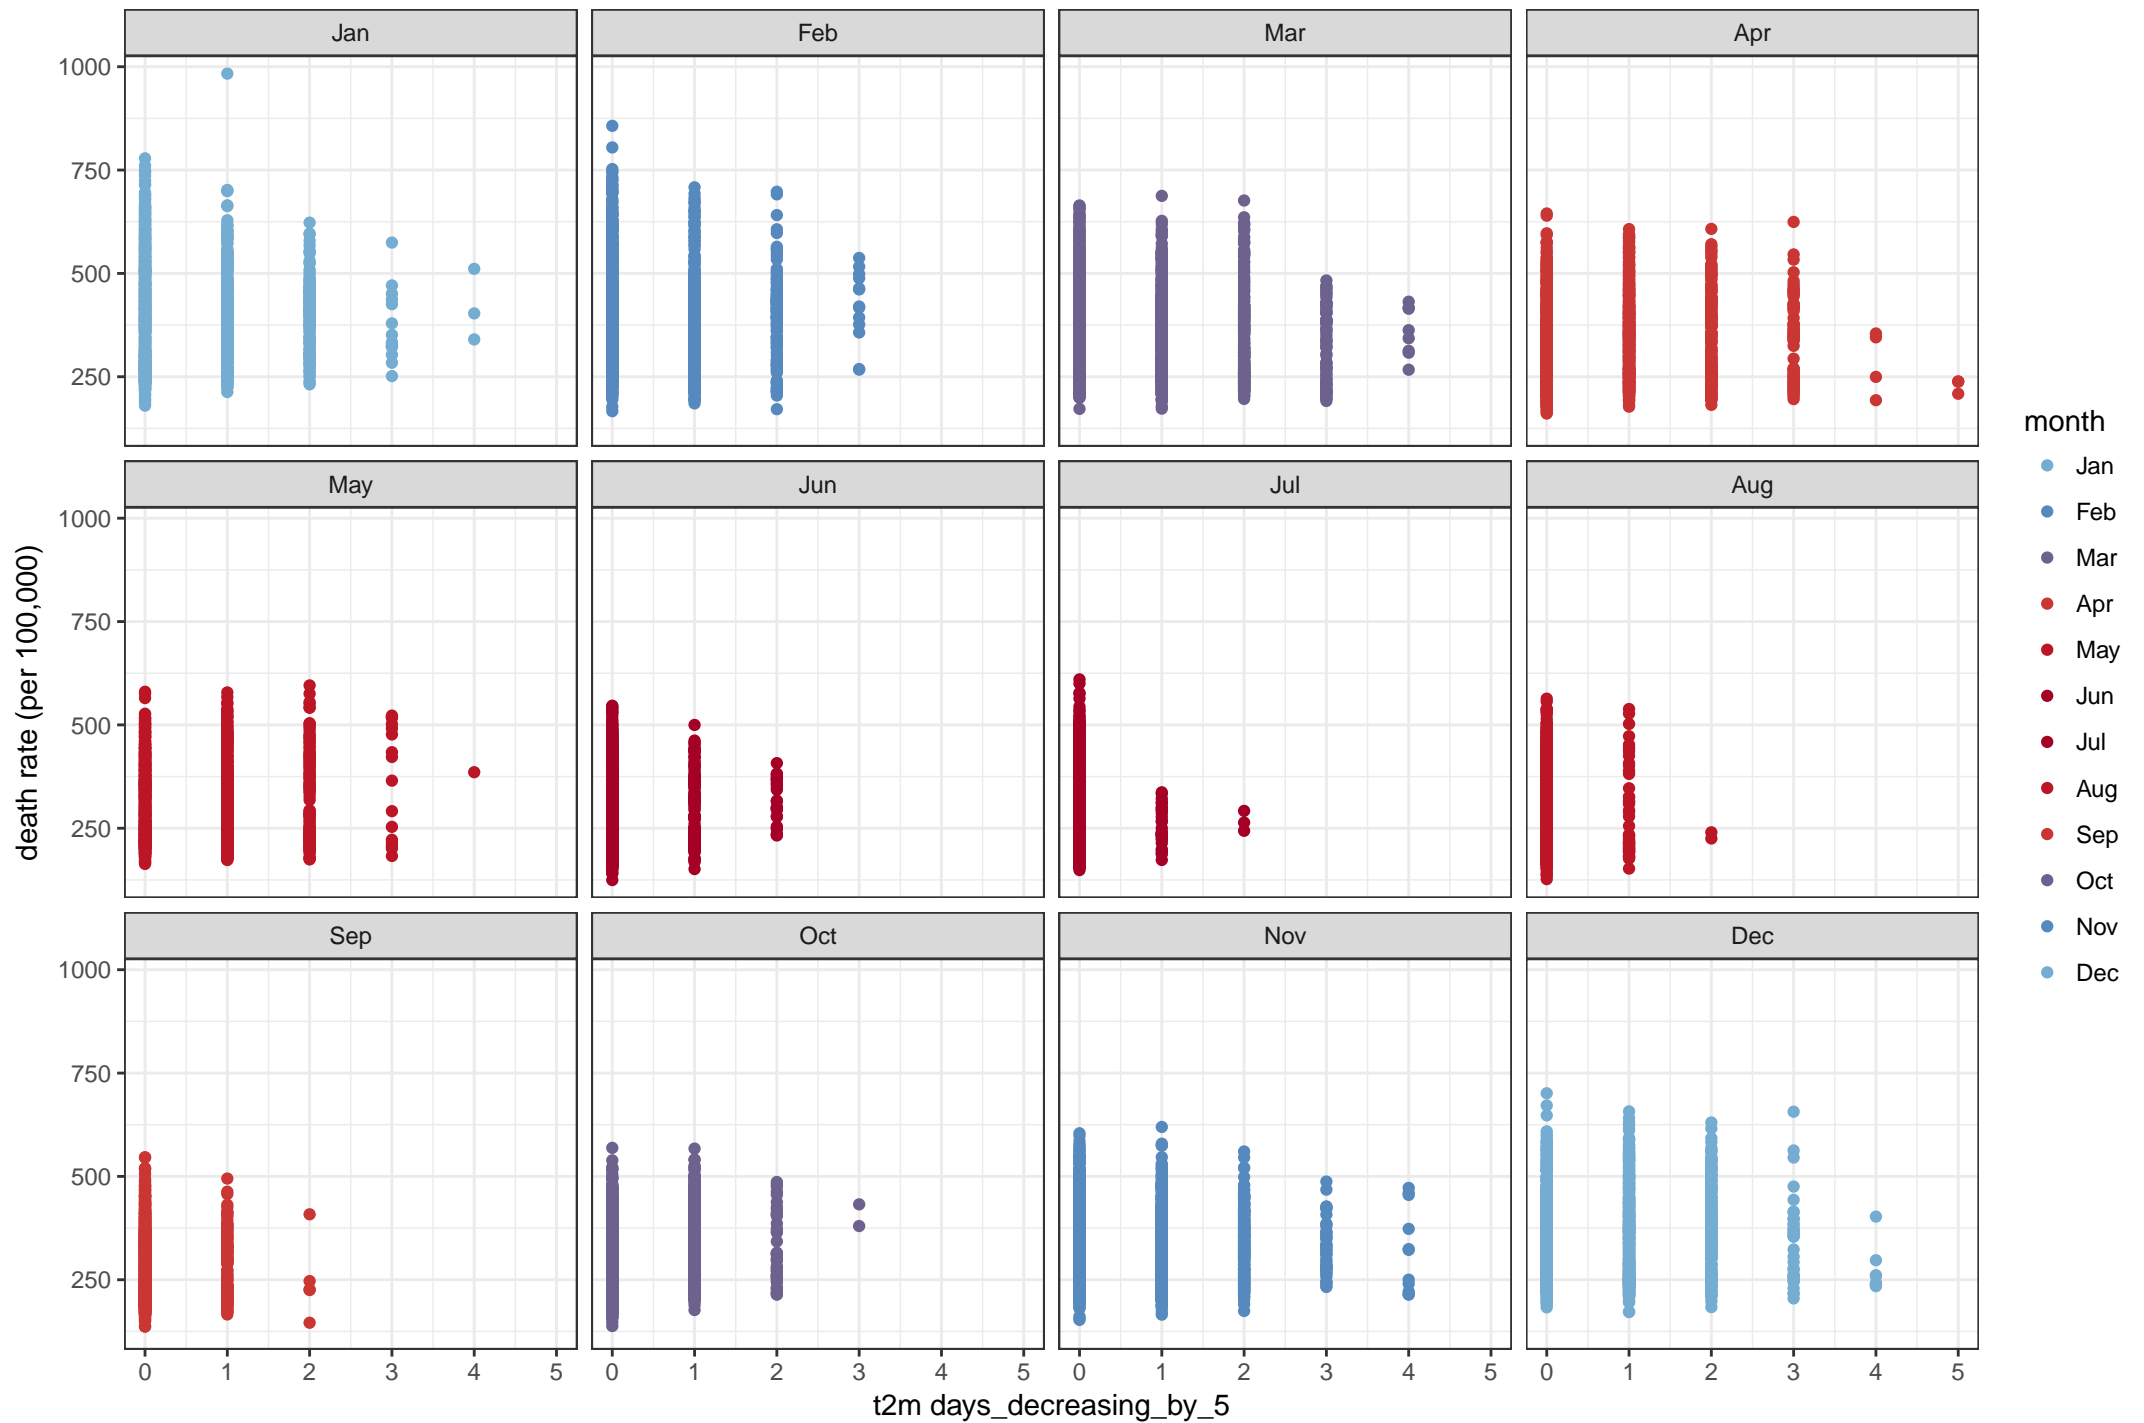 Jan Feb Mar Apr
1000
750
500
250
May Jun Jul Aug
1000
750
500
250
Sep Oct Nov Dec
1000
750
500
250
0 1 2 3 4 5 0 1 2 3 4 5 0 1 2 3 4 5 0 1 2 3 4 5
t2m days_decreasing_by_5
death rate (per 100,000)
month
Jan
Feb
Mar
Apr
May
Jun
Jul
Aug
Sep
Oct
Nov
Dec